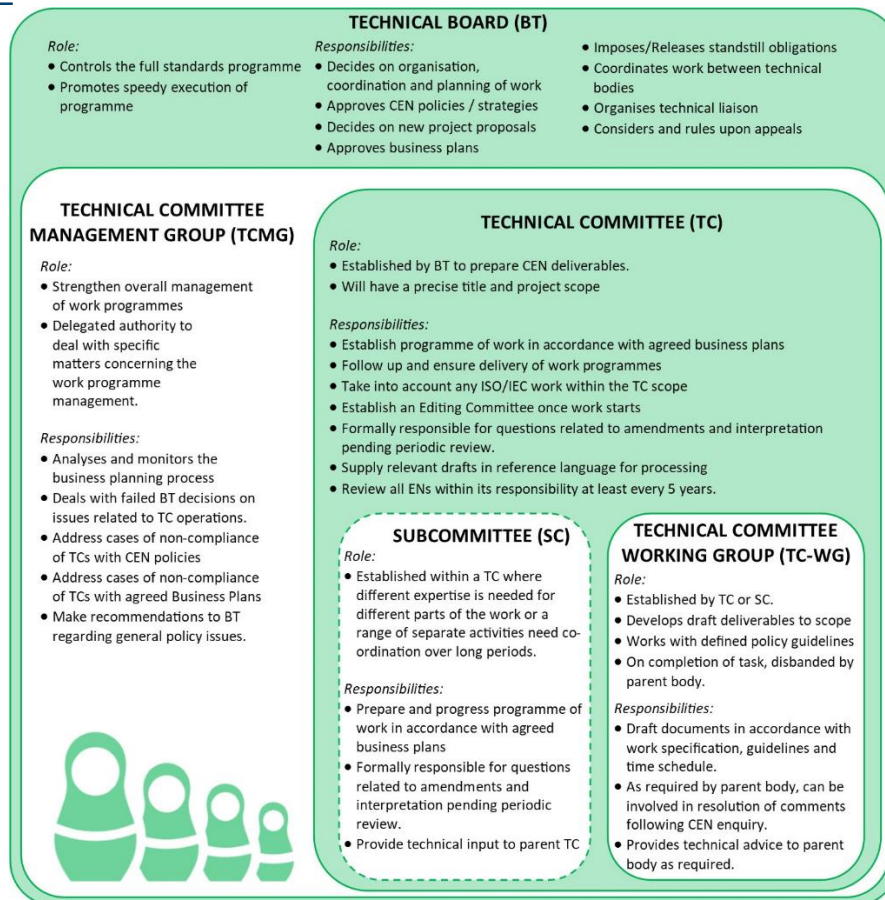 TECHNICAL BOARD (BT)
Role:
• Controls the full standards programme
• Promotes speedy execution of
programme
Responsibilities:
• Decides on organisation,
coordination and planning of work
• Approves CEN policies / strategies
• Decides on new project proposals
• Approves business plans
• Imposes/Releases standstill obligations
• Coordinates work between technical
bodies
• Organises technical liaison
• Considers and rules upon appeals
TECHNICAL COMMITTEE
MANAGEMENT GROUP (TCMG)
Role:
• Strengthen overall management
of work programmes
• Delegated authority to
deal with specific
matters concerning the
work programme
management.
Responsibilities:
• Analyses and monitors the
business planning process
• Deals with failed BT decisions on
issues related to TC operations.
• Address cases of non-compliance
of TCs with CEN policies
• Address cases of non-compliance
of TCs with agreed Business Plans
• Make recommendations to BT
regarding general policy issues.
TECHNICAL COMMITTEE (TC)
Role:
• Established by BT to prepare CEN deliverables.
• Will have a precise title and project scope
Responsibilities:
• Establish programme of work in accordance with agreed business plans
• Follow up and ensure delivery of work programmes
• Take into account any ISO/IEC work within the TC scope
• Establish an Editing Committee once work starts
• Formally responsible for questions related to amendments and interpretation
pending periodic review.
• Supply relevant drafts in reference language for processing
• Review all ENs within its responsibility at least every 5 years.
SUBCOMMITTEE (SC)
Role:
• Established within a TC where
different expertise is needed for
different parts of the work or a
range of separate activities need co-
ordination over long periods.
Responsibilities:
• Prepare and progress programme of
work in accordance with agreed
business plans
• Formally responsible for questions
related to amendments and
interpretation pending periodic
review.
• Provide technical input to parent TC
TECHNICAL COMMITTEE
WORKING GROUP (TC-WG)
Role:
• Established by TC or SC.
• Develops draft deliverables to scope
• Works with defined policy guidelines
• On completion of task, disbanded by
parent body.
Responsibilities:
• Draft documents in accordance with
work specification, guidelines and
time schedule.
• As required by parent body, can be
involved in resolution of comments
following CEN enquiry.
• Provides technical advice to parent
body as required.